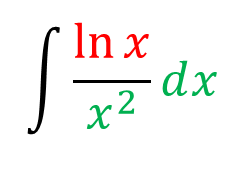 ∫ ln x / x² dx